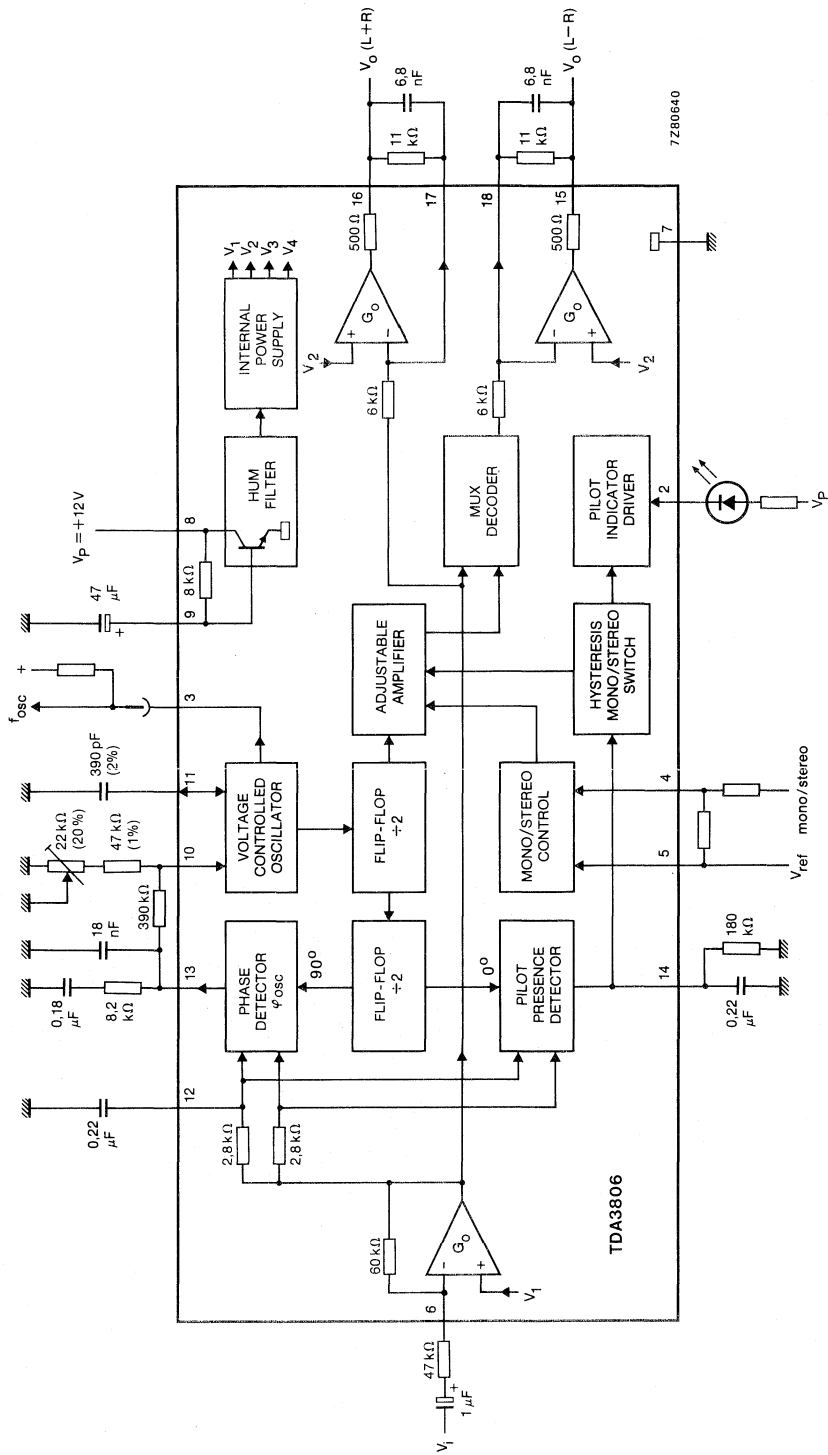 V_P = +12 V
47 µF
+
8 kΩ
9
8
HUM FILTER
INTERNAL POWER SUPPLY
V1
V2
V3
V4
f_osc
+
3
390 pF (2%)
11
22 kΩ (20%)
47 kΩ (1%)
10
390 kΩ
18 nF
0,18 µF
8,2 kΩ
13
0,22 µF
12
VOLTAGE CONTROLLED OSCILLATOR
PHASE DETECTOR φosc
90°
FLIP-FLOP ÷2
FLIP-FLOP ÷2
0°
ADJUSTABLE AMPLIFIER
2,8 kΩ
2,8 kΩ
60 kΩ
V_i
1 µF
+
47 kΩ
6
−
+
G_o
V1
TDA3806
PILOT PRESENCE DETECTOR
MONO/STEREO CONTROL
HYSTERESIS MONO/STEREO SWITCH
PILOT INDICATOR DRIVER
MUX DECODER
6 kΩ
6 kΩ
V2
+
−
G_o
500 Ω
16
17
11 kΩ
6,8 nF
V_o (L+R)
−
+
G_o
V2
500 Ω
18
15
11 kΩ
6,8 nF
V_o (L−R)
14
0,22 µF
180 kΩ
5
4
V_ref
mono/stereo
2
V_P
7
7Z80640